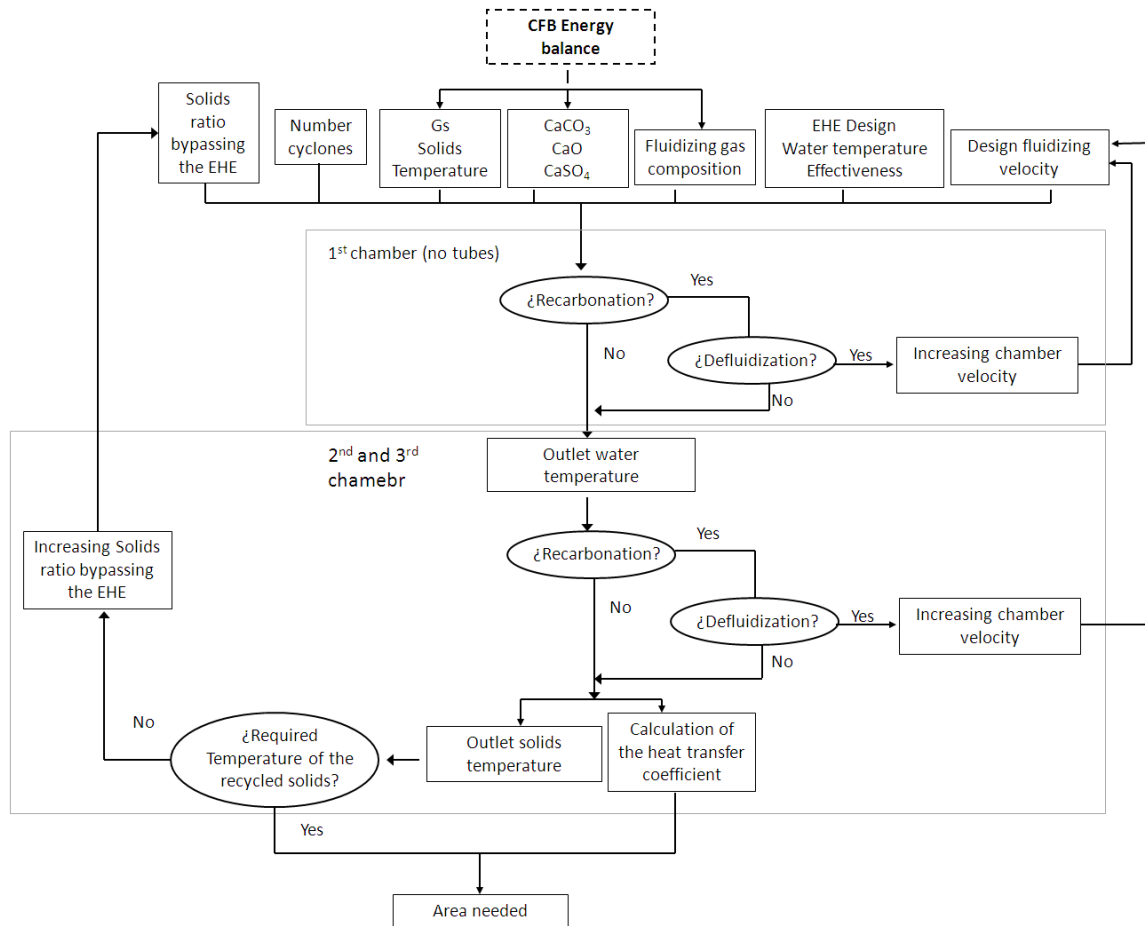 CFB Energy
balance
Solids
ratio
bypassing
the EHE
Number
cyclones
Gs
Solids
Temperature
CaCO₃
CaO
CaSO₄
Fluidizing gas
composition
EHE Design
Water temperature
Effectiveness
Design fluidizing
velocity
1ˢᵗ chamber (no tubes)
¿Recarbonation?
Yes
No
¿Defluidization?
Yes
Increasing chamber
velocity
No
2ⁿᵈ and 3ʳᵈ
chamebr
Outlet water
temperature
¿Recarbonation?
Yes
No
¿Defluidization?
Yes
Increasing chamber
velocity
No
Increasing Solids
ratio bypassing
the EHE
No
¿Required
Temperature of the
recycled solids?
Outlet solids
temperature
Calculation of
the heat transfer
coefficient
Yes
Area needed